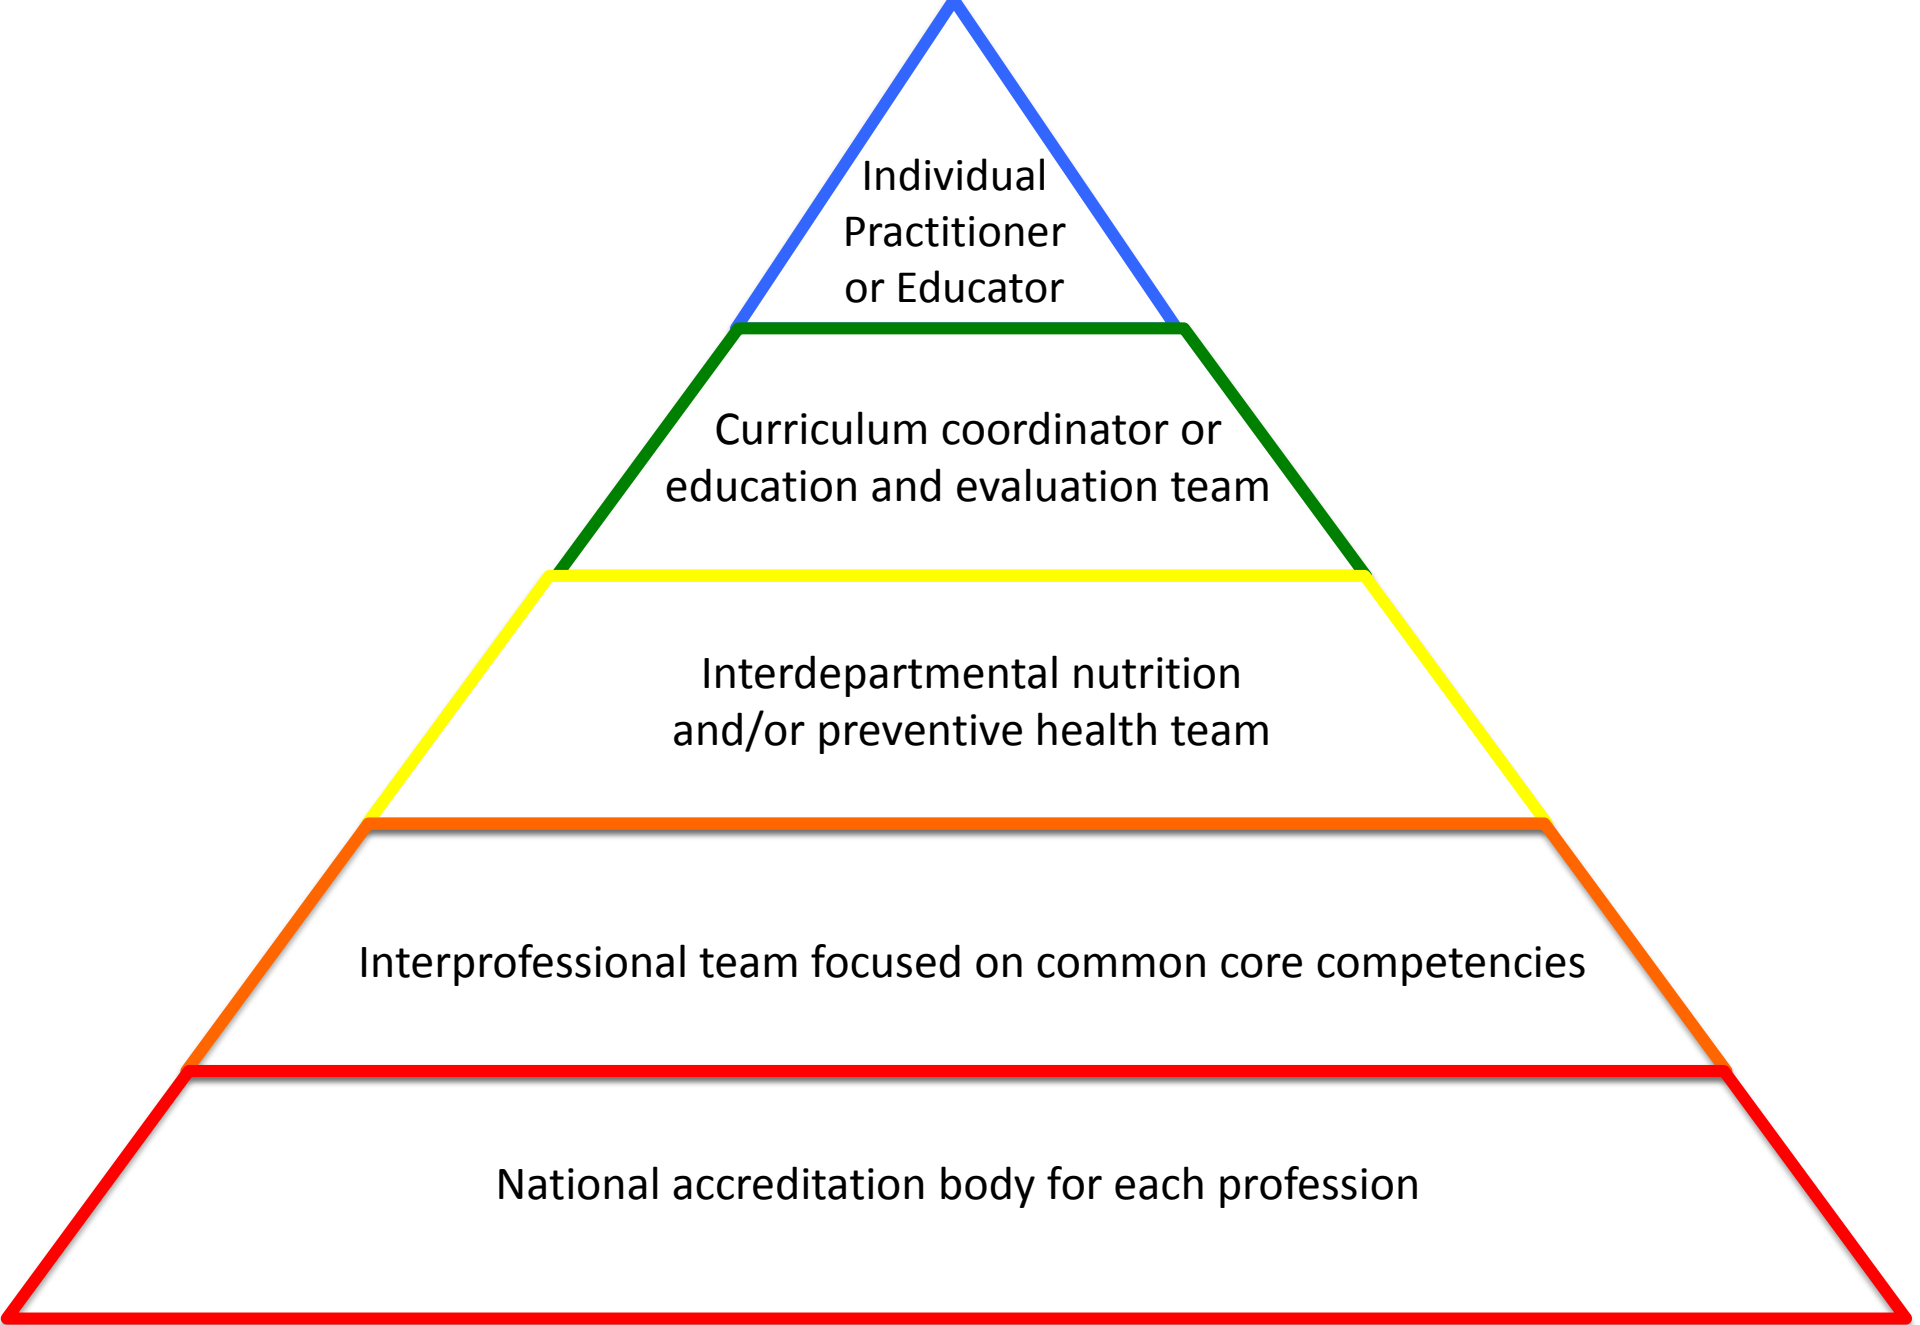 Individual
Practitioner
or Educator
Curriculum coordinator or
education and evaluation team
Interdepartmental nutrition
and/or preventive health team
Interprofessional team focused on common core competencies
National accreditation body for each profession